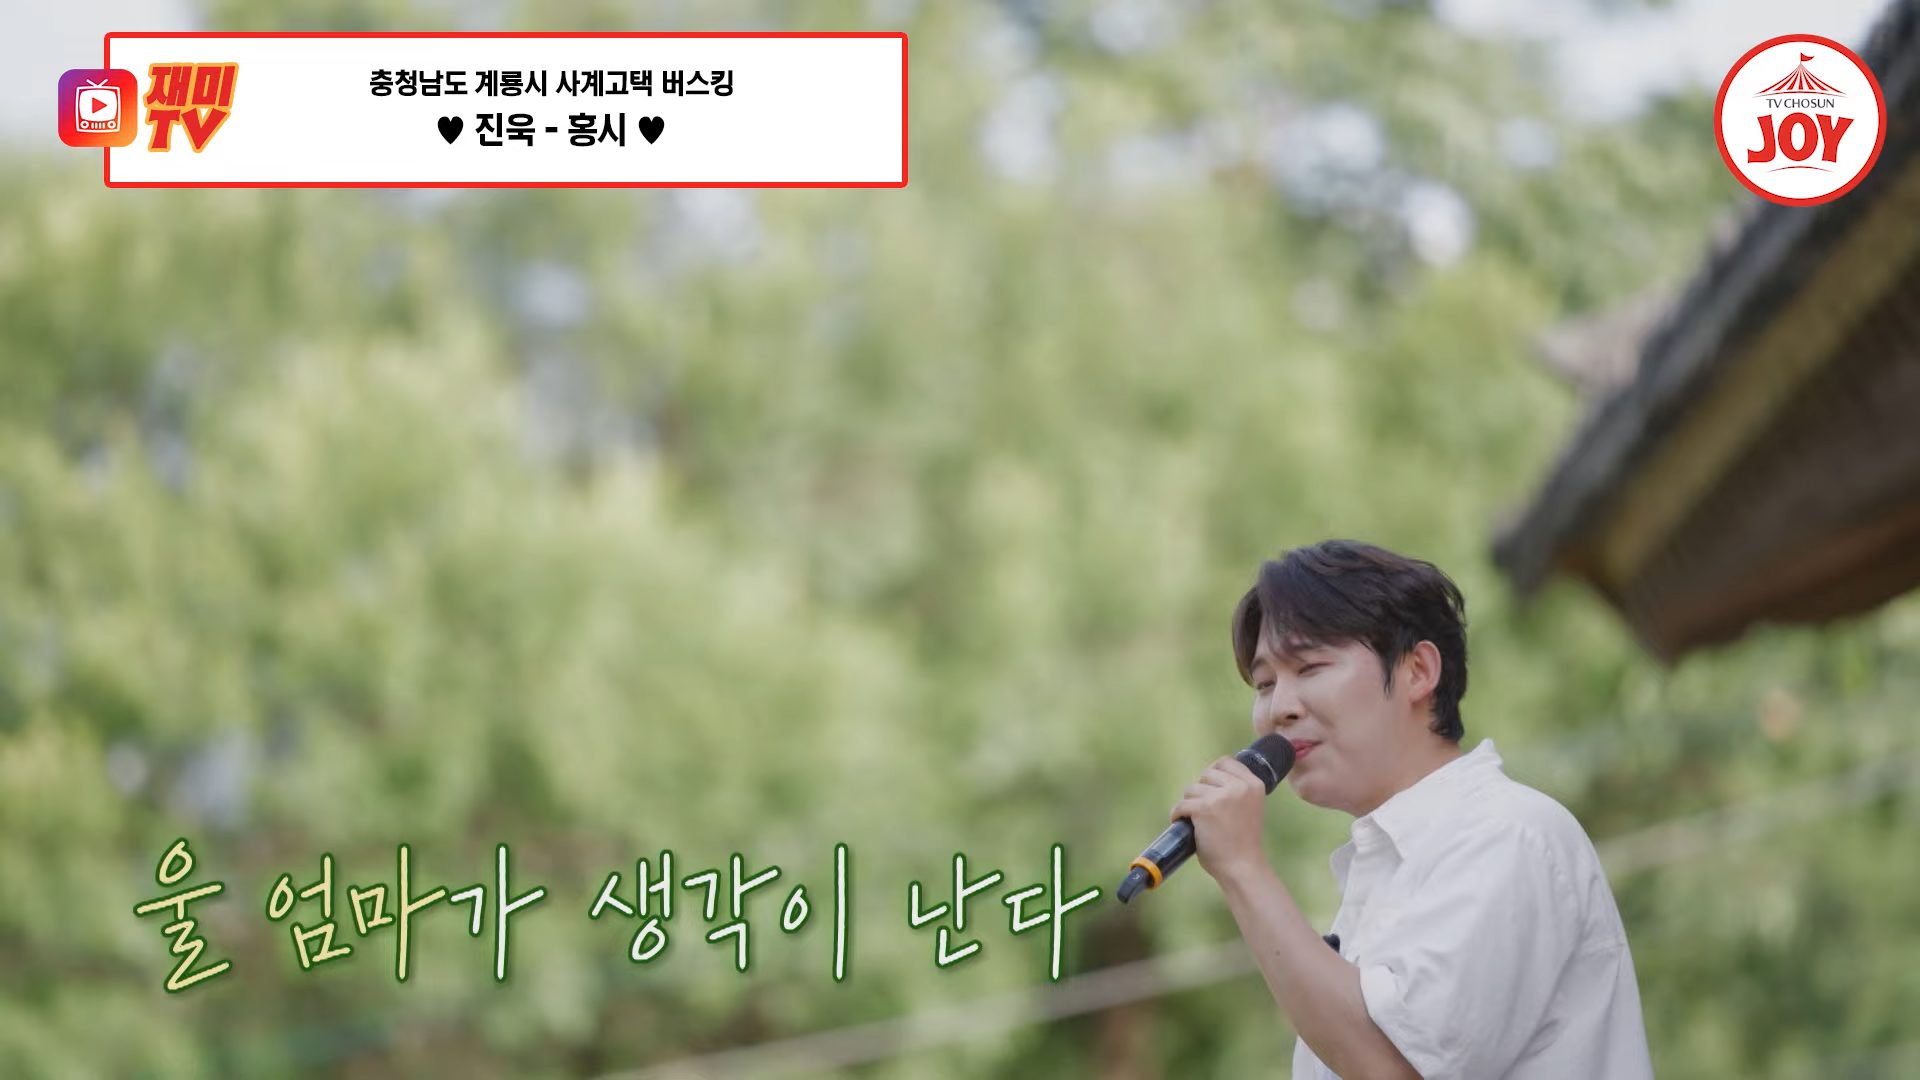 충청남도 계룡시 사계고택 버스킹
♥ 진욱 - 홍시 ♥
재미
TV
TV CHOSUN
JOY
울 엄마가 생각이 난다